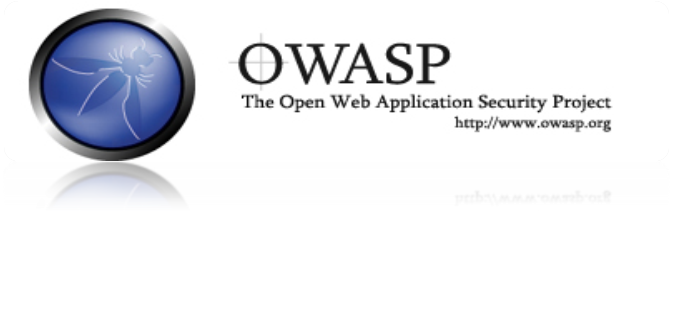 OWASP
The Open Web Application Security Project
http://www.owasp.org